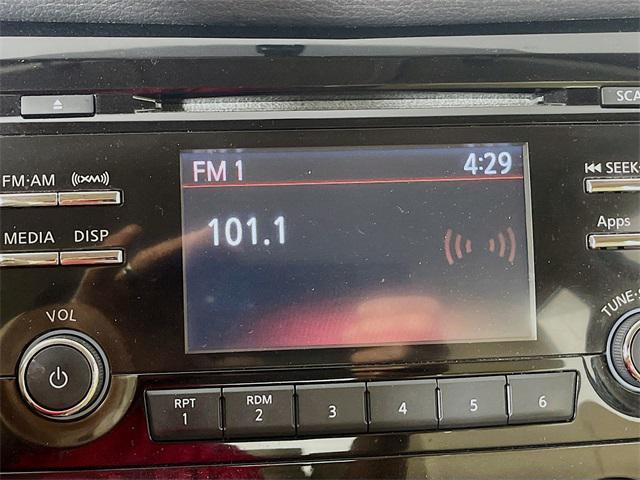 SCA
FM·AM ((XM))
FM 1 4:29
SEEK
MEDIA DISP
101.1
Apps
VOL
TUNE
RPT 1
RDM 2
3
4
5
6